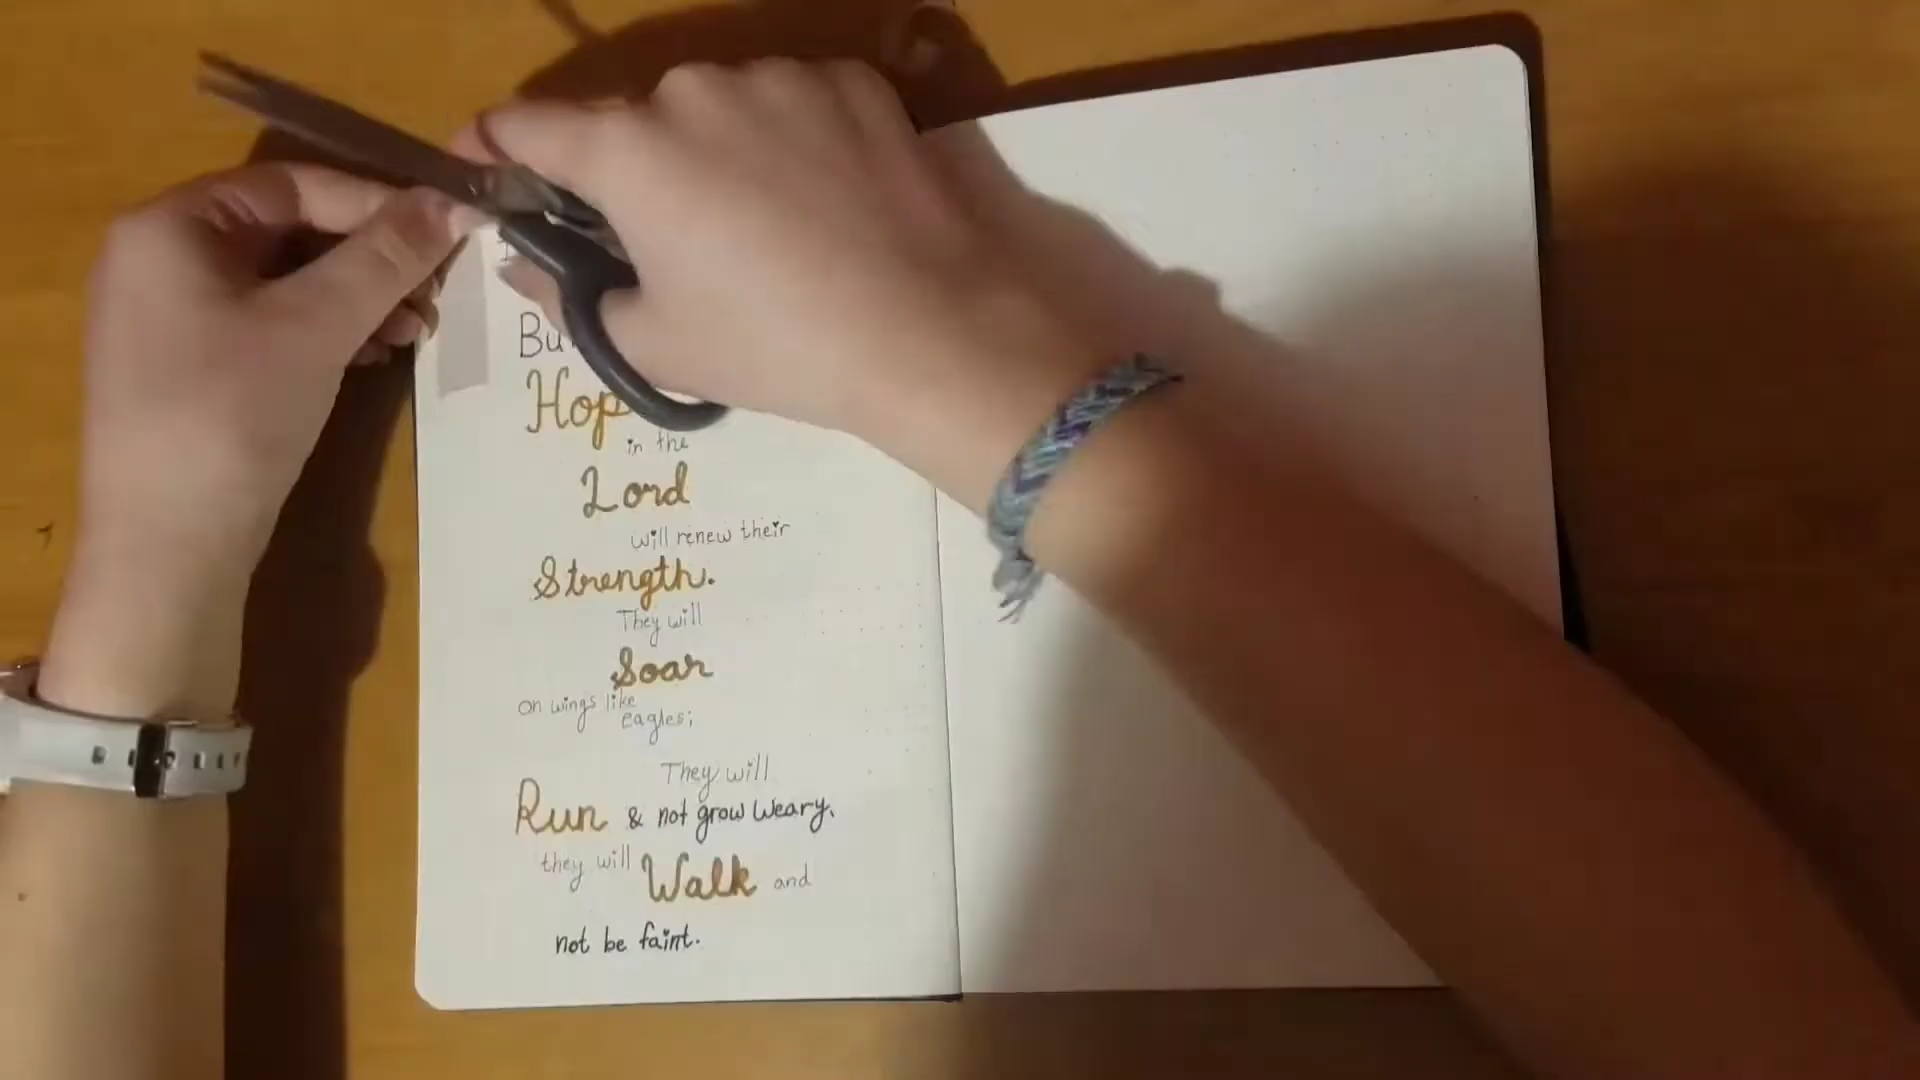 Bu
Hop
in the
Lord
will renew their
Strength.
They will
Soar
on wings like
eagles;
They will
Run & not grow weary.
they will Walk and
not be faint.